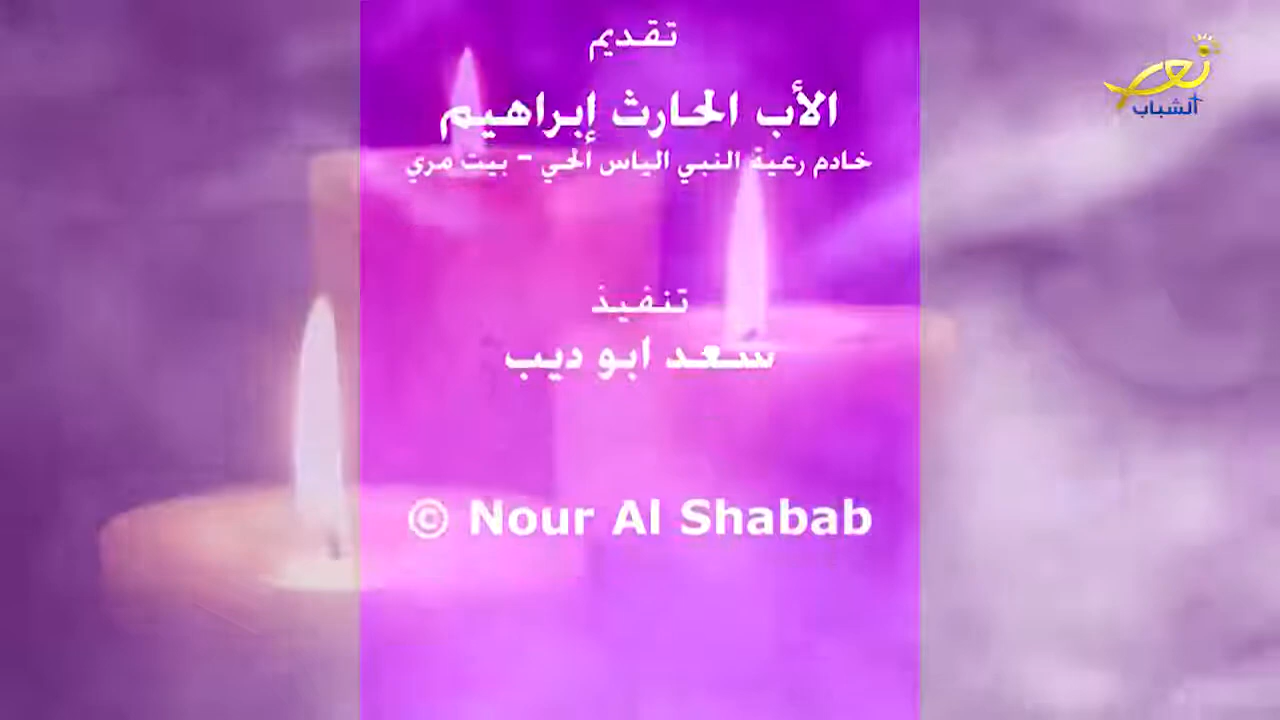 تقديم
الأب الحارث إبراهيم
خادم رعية النبي الياس الحي - بيت مري
تنفيذ
سعد ابو ديب
© Nour Al Shabab
نور
الشباب